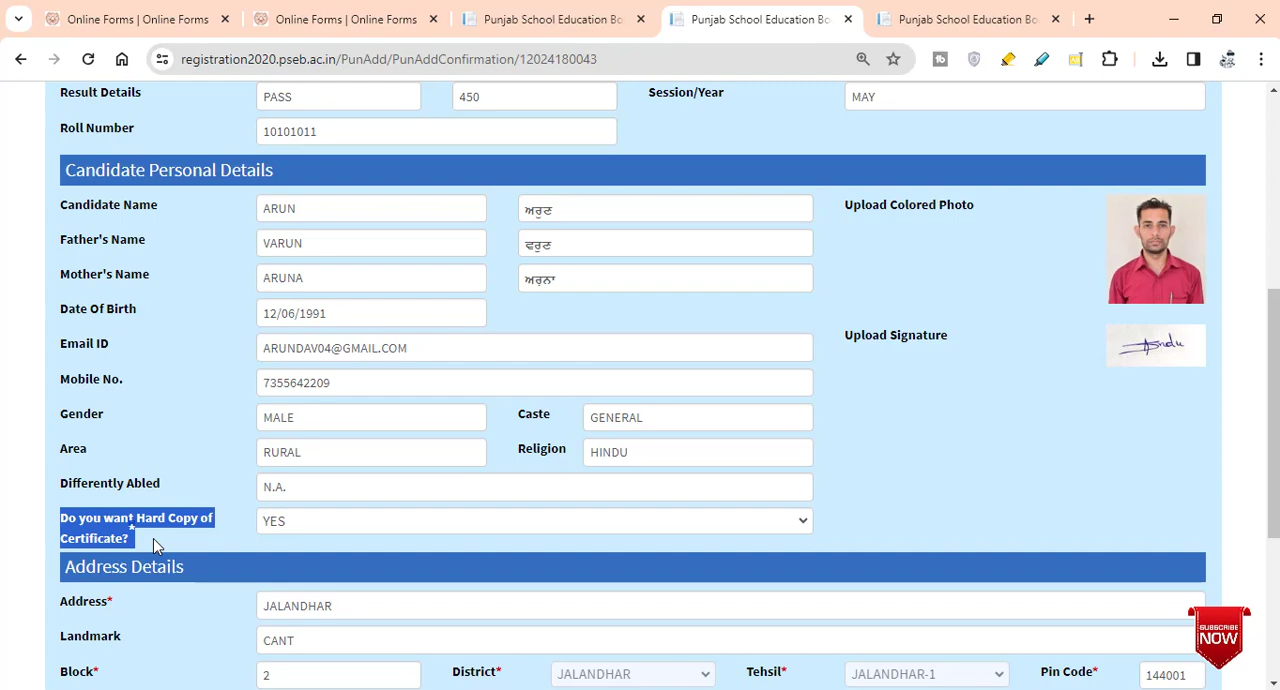 Online Forms | Online Forms
Online Forms | Online Forms
Punjab School Education Bo
Punjab School Education Bo
Punjab School Education Bo
registration2020.pseb.ac.in/PunAdd/PunAddConfirmation/12024180043
Result Details PASS 450 Session/Year MAY
Roll Number 10101011
Candidate Personal Details
Candidate Name ARUN ਅਰੁਣ Upload Colored Photo
Father's Name VARUN ਵਰੁਣ
Mother's Name ARUNA ਅਰੁਨਾ
Date Of Birth 12/06/1991
Email ID ARUNDAV04@GMAIL.COM Upload Signature
Mobile No. 7355642209
Gender MALE Caste GENERAL
Area RURAL Religion HINDU
Differently Abled N.A.
Do you want Hard Copy of YES
Certificate?*
Address Details
Address* JALANDHAR
Landmark CANT
SUBSCRIBE
NOW
Block* 2 District* JALANDHAR Tehsil* JALANDHAR-1 Pin Code* 144001